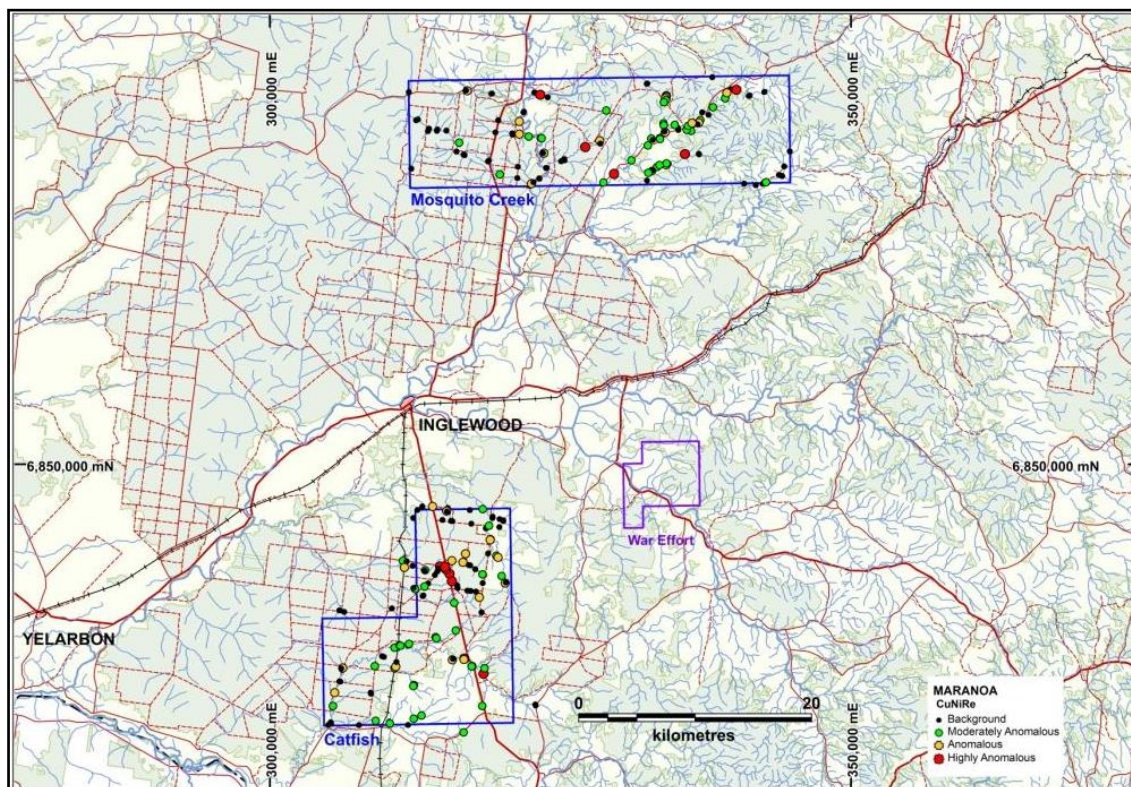 300,000 mE
350,000 mE
Mosquito Creek
INGLEWOOD
6,850,000 mN
6,850,000 mN
War Effort
YELARBON
Catfish
300,000 mE
350,000 mE
0
20
kilometres
MARANOA
CuNiRe
Background
Moderately Anomalous
Anomalous
Highly Anomalous